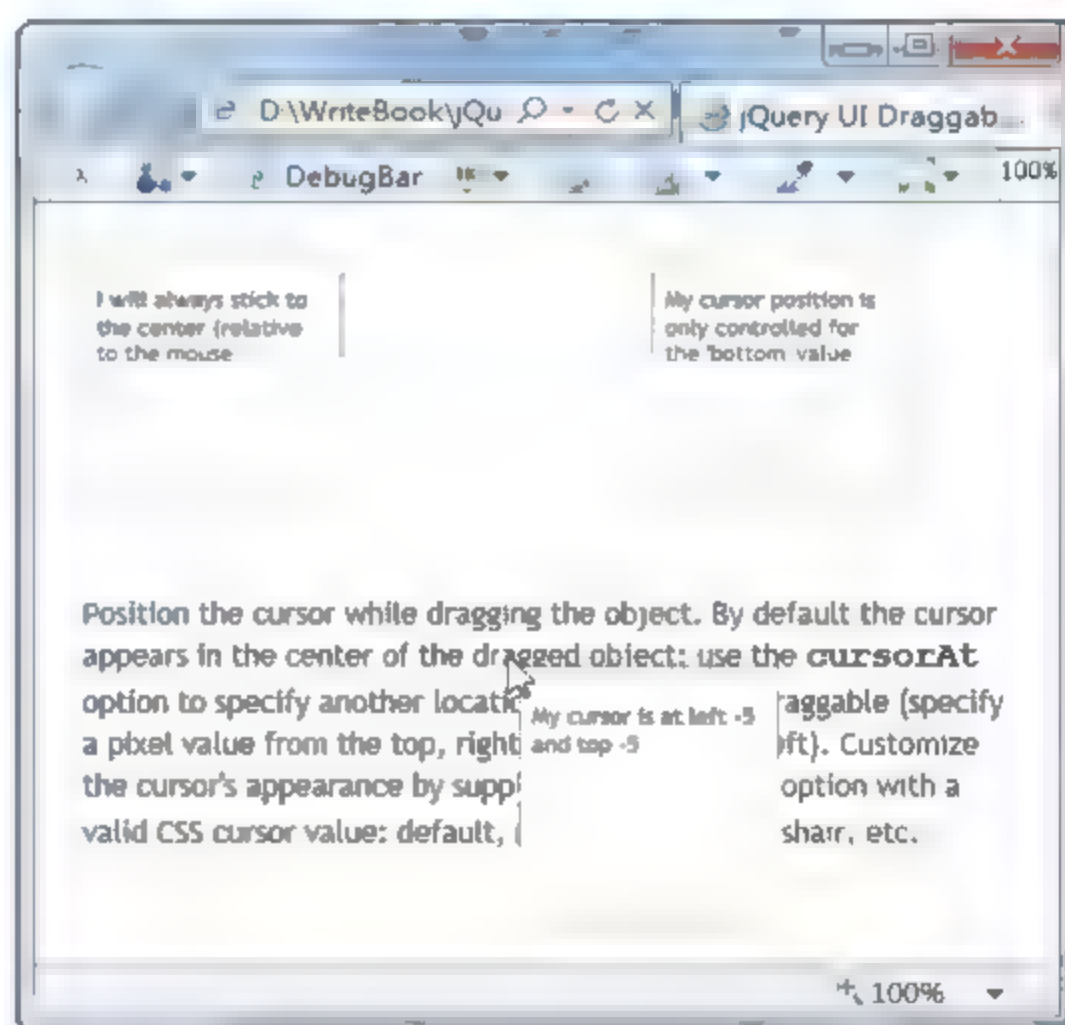 D:\WriteBook\jQu jQuery UI Draggab...
DebugBar 100%
I will always stick to
the center (relative
to the mouse
My cursor position is
only controlled for
the 'bottom' value
Position the cursor while dragging the object. By default the cursor
appears in the center of the dragged object; use the cursorAt
option to specify another locatio raggable (specify
a pixel value from the top, right ft). Customize
the cursor's appearance by suppl option with a
valid CSS cursor value: default, shair, etc.
My cursor is at left -5
and top -5
100%